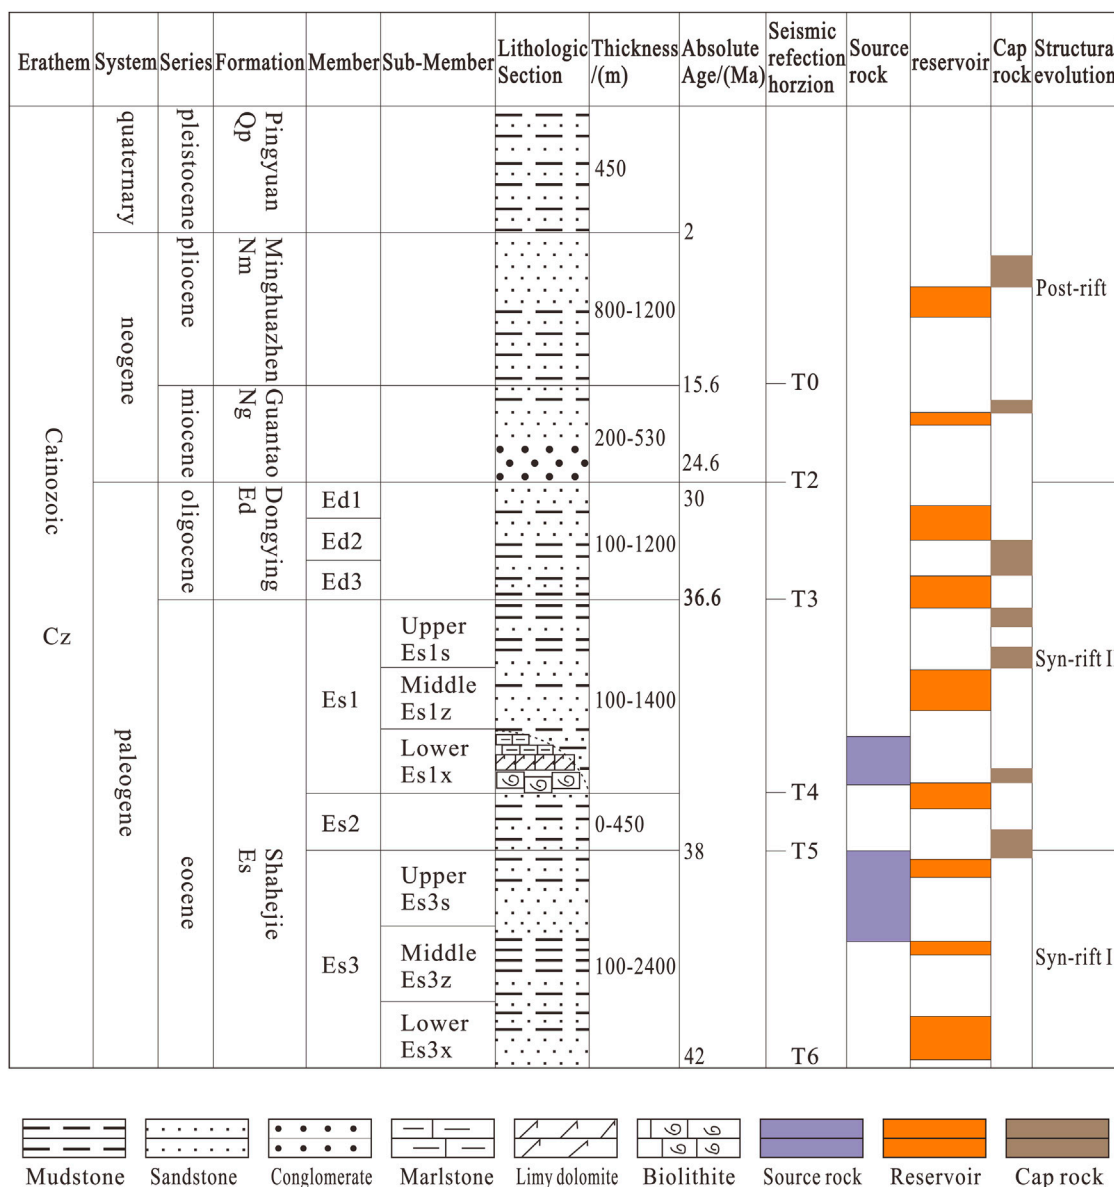 Erathem System Series Formation Member Sub-Member Lithologic Section Thickness /(m) Absolute Age/(Ma) Seismic refection horzion Source rock reservoir Cap rock Structura evolution
Cainozoic
Cz
quaternary
neogene
paleogene
pleistocene
pliocene
miocene
oligocene
eocene
Pingyuan
Qp
Minghuazhen
Nm
Guantao
Ng
Dongying
Ed
Shahejie
Es
Ed1
Ed2
Ed3
Es1
Es2
Es3
Upper
Es1s
Middle
Es1z
Lower
Es1x
Upper
Es3s
Middle
Es3z
Lower
Es3x
450
800-1200
200-530
100-1200
100-1400
0-450
100-2400
2
15.6
24.6
30
36.6
38
42
T0
T2
T3
T4
T5
T6
Post-rift
Syn-rift I
Syn-rift I
Mudstone Sandstone Conglomerate Marlstone Limy dolomite Biolithite Source rock Reservoir Cap rock